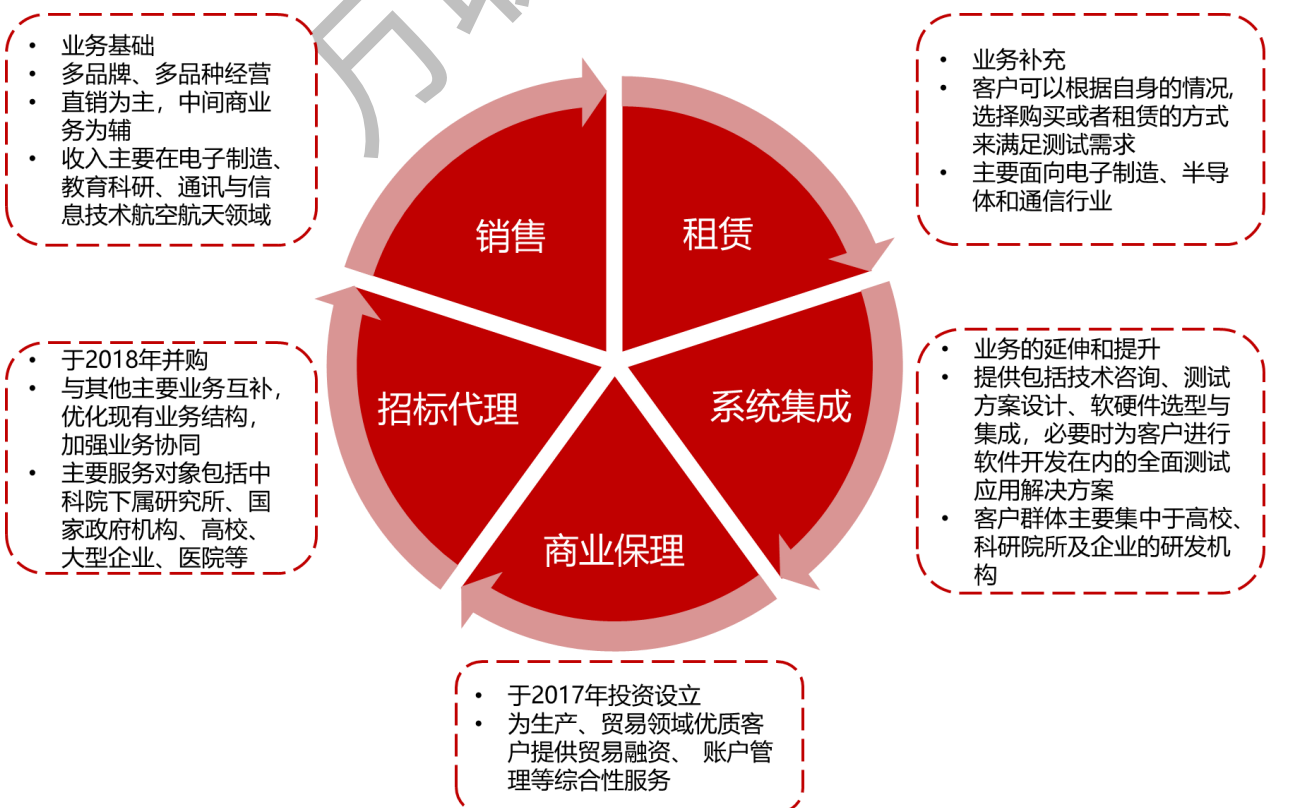 • 业务基础
• 多品牌、多品种经营
• 直销为主，中间商业
务为辅
• 收入主要在电子制造、
教育科研、通讯与信
息技术航空航天领域
• 业务补充
• 客户可以根据自身的情况,
选择购买或者租赁的方式
来满足测试需求
• 主要面向电子制造、半导
体和通信行业
销售
租赁
招标代理
系统集成
商业保理
• 于2018年并购
• 与其他主要业务互补，
优化现有业务结构，
加强业务协同
• 主要服务对象包括中
科院下属研究所、国
家政府机构、高校、
大型企业、医院等
• 业务的延伸和提升
• 提供包括技术咨询、测试
方案设计、软硬件选型与
集成，必要时为客户进行
软件开发在内的全面测试
应用解决方案
• 客户群体主要集中于高校、
科研院所及企业的研发机
构
• 于2017年投资设立
• 为生产、贸易领域优质客
户提供贸易融资、 账户管
理等综合性服务
万